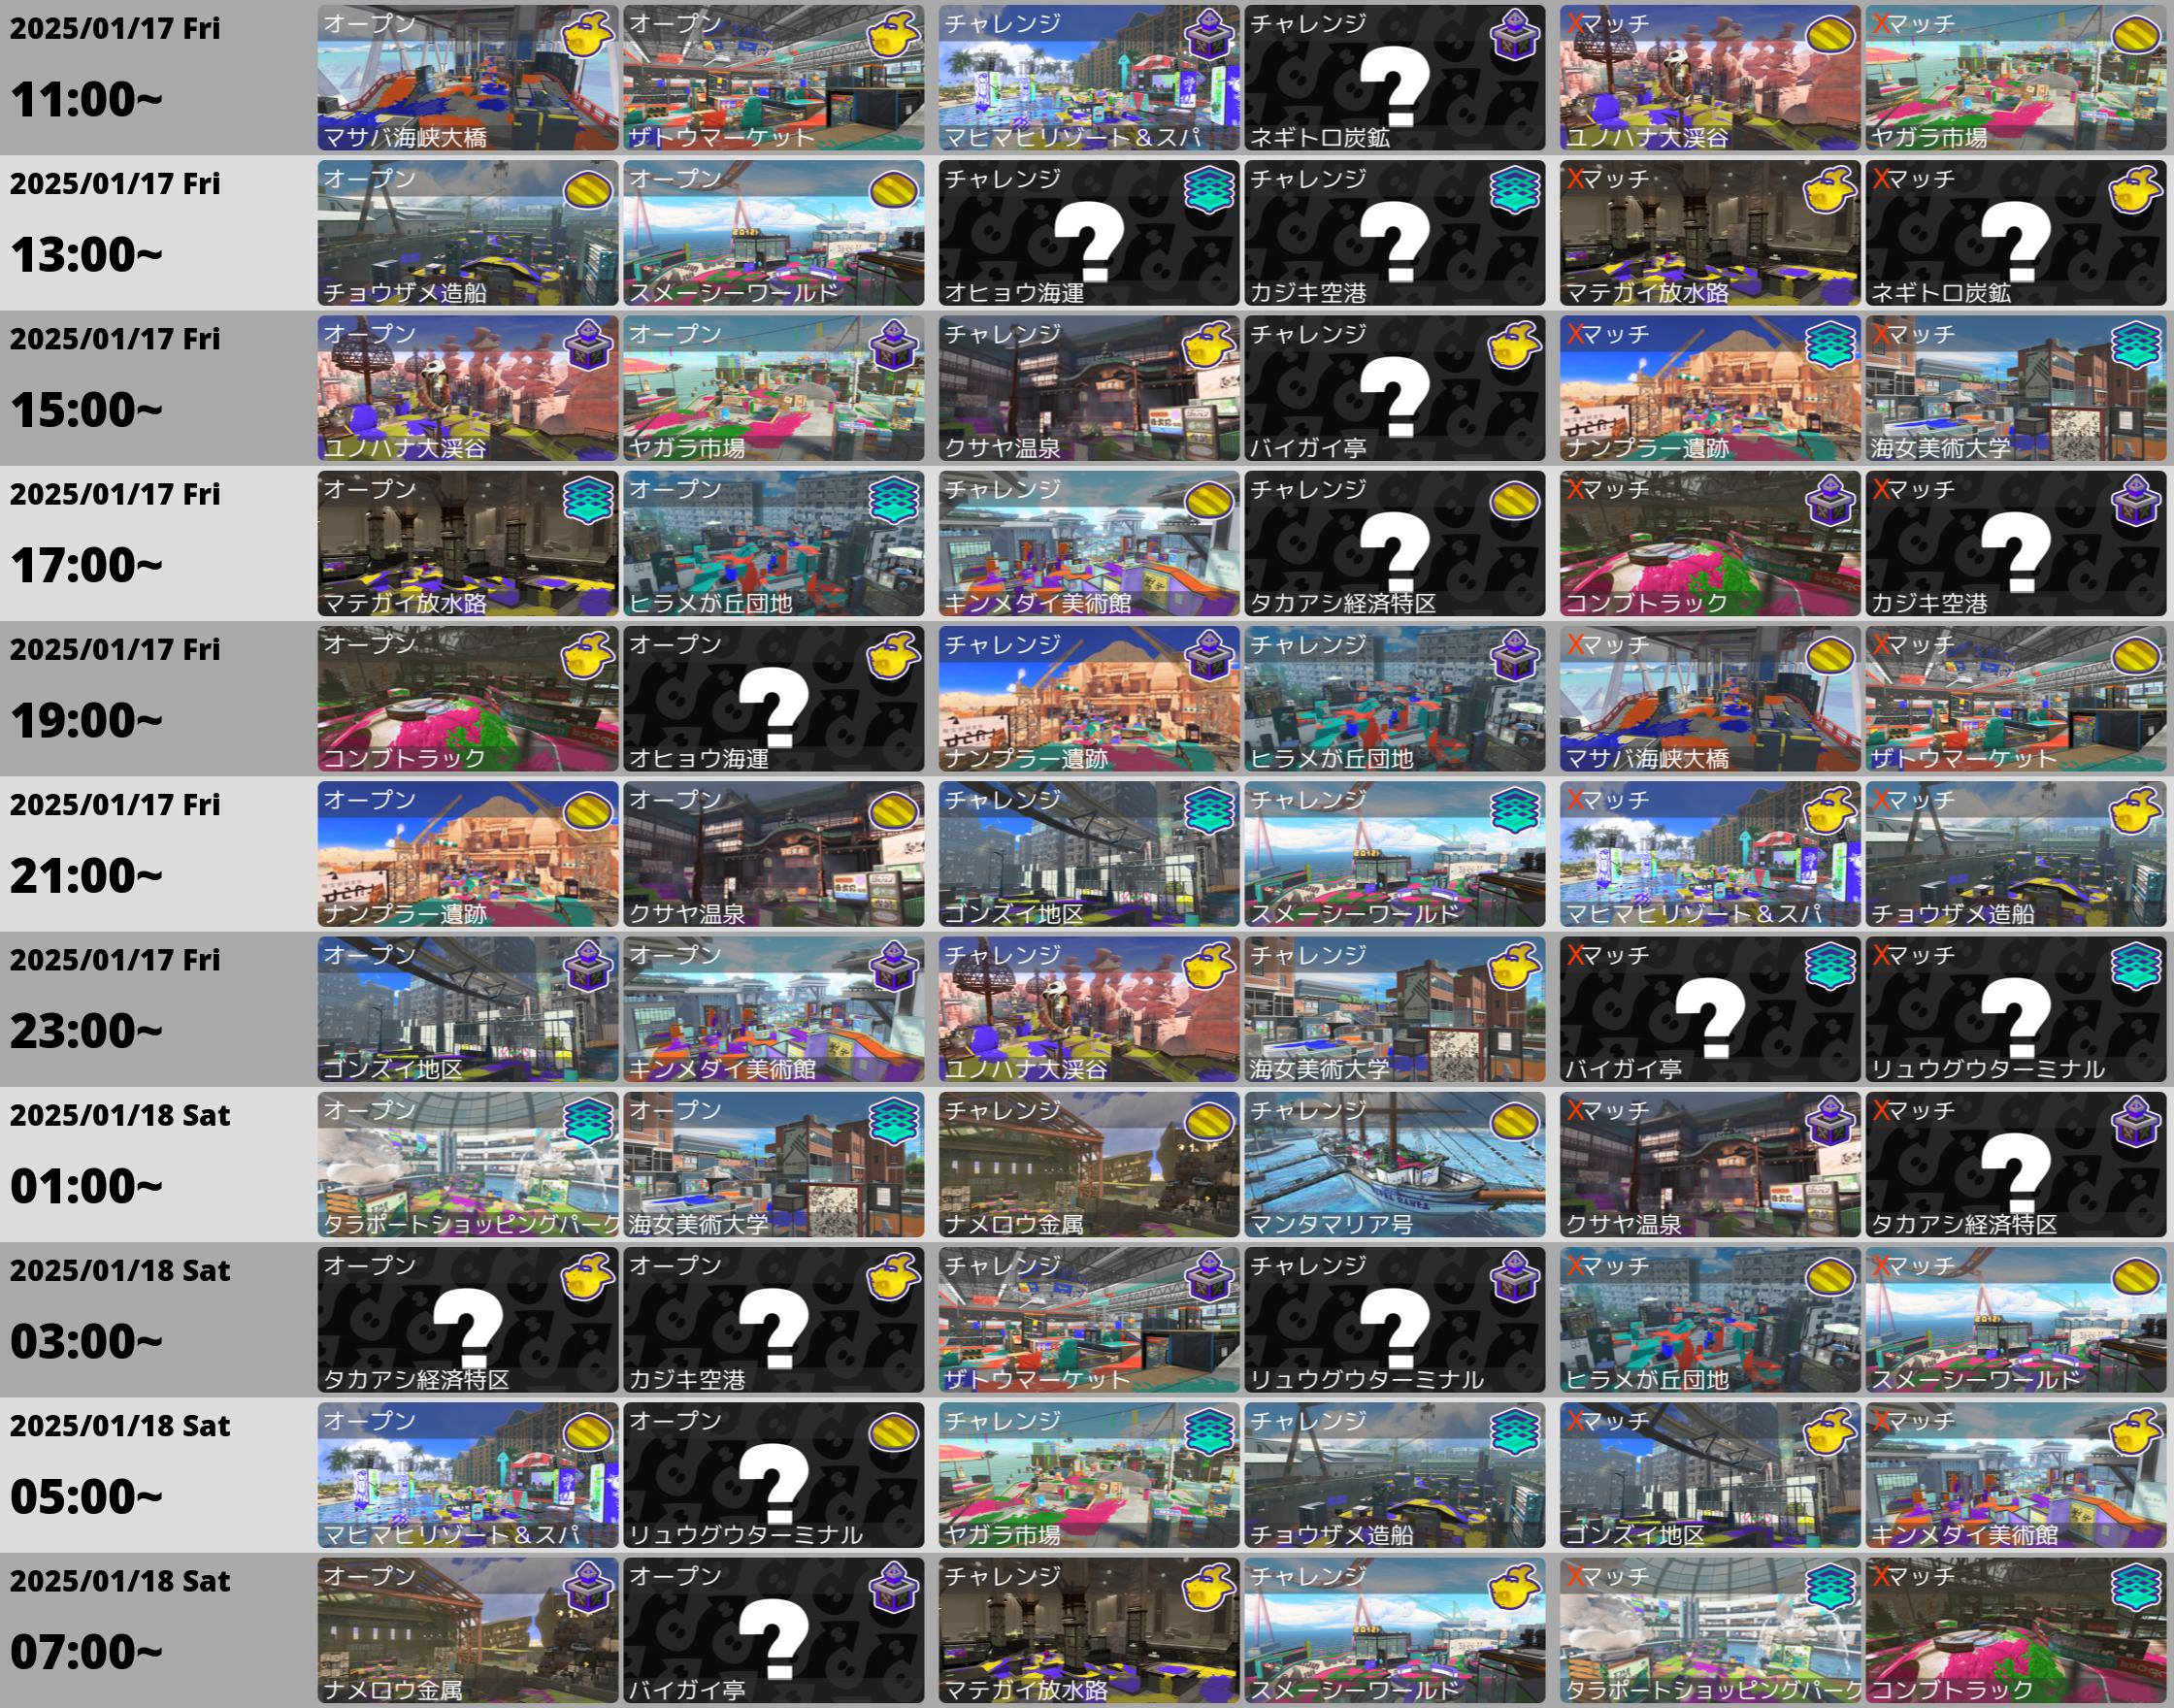 2025/01/17 Fri
11:00~
オープン
マサバ海峡大橋
オープン
ザトウマーケット
チャレンジ
マヒマヒリゾート＆スパ
チャレンジ
ネギトロ炭鉱
Xマッチ
ユノハナ大渓谷
Xマッチ
ヤガラ市場
2025/01/17 Fri
13:00~
オープン
チョウザメ造船
オープン
スメーシーワールド
チャレンジ
オヒョウ海運
チャレンジ
カジキ空港
Xマッチ
マテガイ放水路
Xマッチ
ネギトロ炭鉱
2025/01/17 Fri
15:00~
オープン
ユノハナ大渓谷
オープン
ヤガラ市場
チャレンジ
クサヤ温泉
チャレンジ
バイガイ亭
Xマッチ
ナンプラー遺跡
Xマッチ
海女美術大学
2025/01/17 Fri
17:00~
オープン
マテガイ放水路
オープン
ヒラメが丘団地
チャレンジ
キンメダイ美術館
チャレンジ
タカアシ経済特区
Xマッチ
コンブトラック
Xマッチ
カジキ空港
2025/01/17 Fri
19:00~
オープン
コンブトラック
オープン
オヒョウ海運
チャレンジ
ナンプラー遺跡
チャレンジ
ヒラメが丘団地
Xマッチ
マサバ海峡大橋
Xマッチ
ザトウマーケット
2025/01/17 Fri
21:00~
オープン
ナンプラー遺跡
オープン
クサヤ温泉
チャレンジ
ゴンズイ地区
チャレンジ
スメーシーワールド
Xマッチ
マヒマヒリゾート＆スパ
Xマッチ
チョウザメ造船
2025/01/17 Fri
23:00~
オープン
ゴンズイ地区
オープン
キンメダイ美術館
チャレンジ
ユノハナ大渓谷
チャレンジ
海女美術大学
Xマッチ
バイガイ亭
Xマッチ
リュウグウターミナル
2025/01/18 Sat
01:00~
オープン
タラポートショッピングパーク
オープン
海女美術大学
チャレンジ
ナメロウ金属
チャレンジ
マンタマリア号
Xマッチ
クサヤ温泉
Xマッチ
タカアシ経済特区
2025/01/18 Sat
03:00~
オープン
タカアシ経済特区
オープン
カジキ空港
チャレンジ
ザトウマーケット
チャレンジ
リュウグウターミナル
Xマッチ
ヒラメが丘団地
Xマッチ
スメーシーワールド
2025/01/18 Sat
05:00~
オープン
マヒマヒリゾート＆スパ
オープン
リュウグウターミナル
チャレンジ
ヤガラ市場
チャレンジ
チョウザメ造船
Xマッチ
ゴンズイ地区
Xマッチ
キンメダイ美術館
2025/01/18 Sat
07:00~
オープン
ナメロウ金属
オープン
バイガイ亭
チャレンジ
マテガイ放水路
チャレンジ
スメーシーワールド
Xマッチ
タラポートショッピングパーク
Xマッチ
コンブトラック